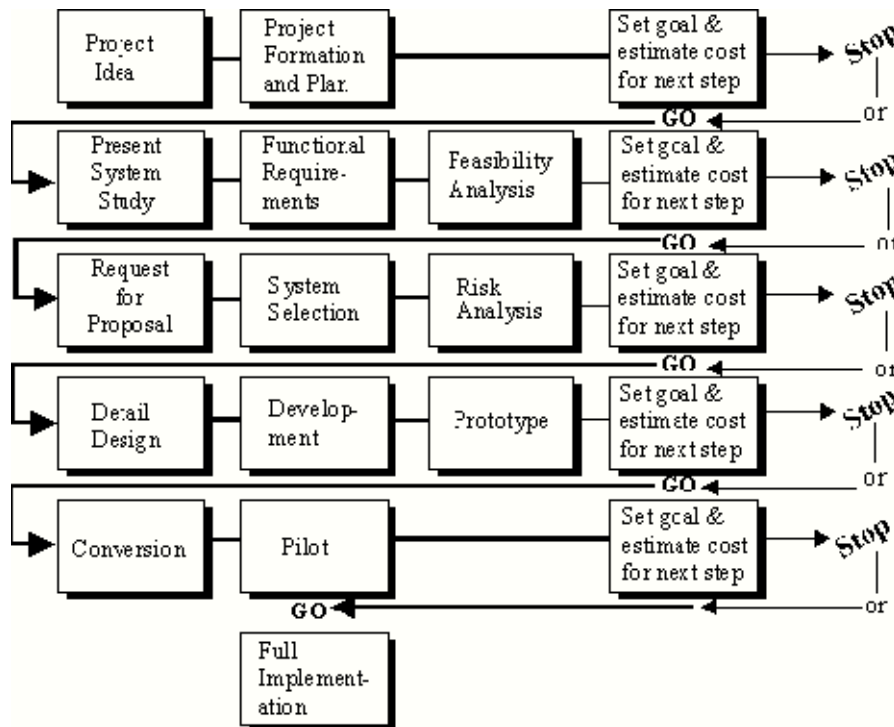 Project
Idea
Project
Formation
and Plan.
Set goal &
estimate cost
for next step
Stop
or
GO
Present
System
Study
Functional
Require-
ments
Feasibility
Analysis
Set goal &
estimate cost
for next step
Stop
or
GO
Request
for
Proposal
System
Selection
Risk
Analysis
Set goal &
estimate cost
for next step
Stop
or
GO
Detail
Design
Develop-
ment
Prototype
Set goal &
estimate cost
for next step
Stop
or
GO
Conversion
Pilot
Set goal &
estimate cost
for next step
Stop
or
GO
Full
Implement-
ation